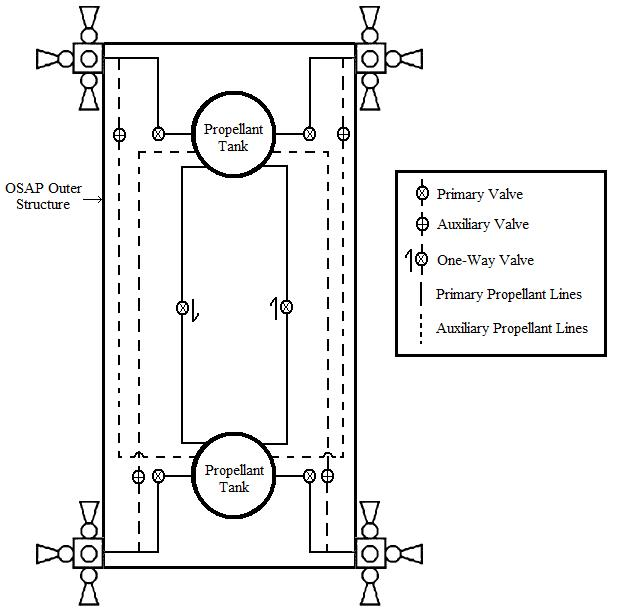 Propellant
Tank
OSAP Outer
Structure
Primary Valve
Auxiliary Valve
One-Way Valve
Primary Propellant Lines
Auxiliary Propellant Lines
Propellant
Tank